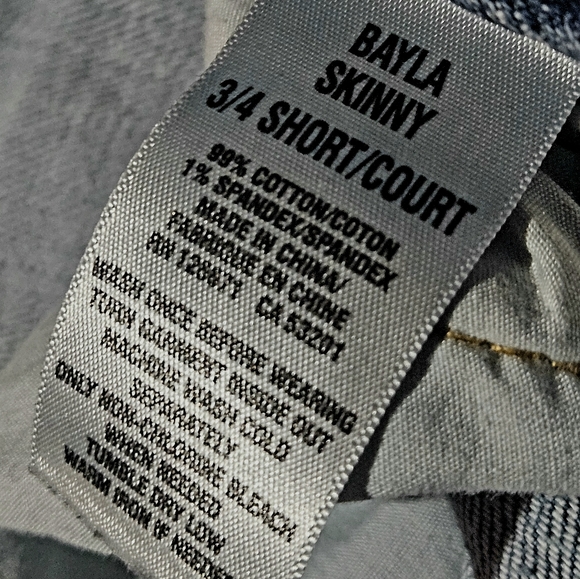 BAYLA
SKINNY
3/4 SHORT/COURT
99% COTTON/COTON
1% SPANDEX/SPANDEX
MADE IN CHINA/
FABRIQUE EN CHINE
RN 128671 CA 53201
WASH ONCE BEFORE WEARING
TURN GARMENT INSIDE OUT
MACHINE WASH COLD
SEPARATELY
ONLY NON-CHLORINE BLEACH
WHEN NEEDED
TUMBLE DRY LOW
WARM IRON IF NEEDED